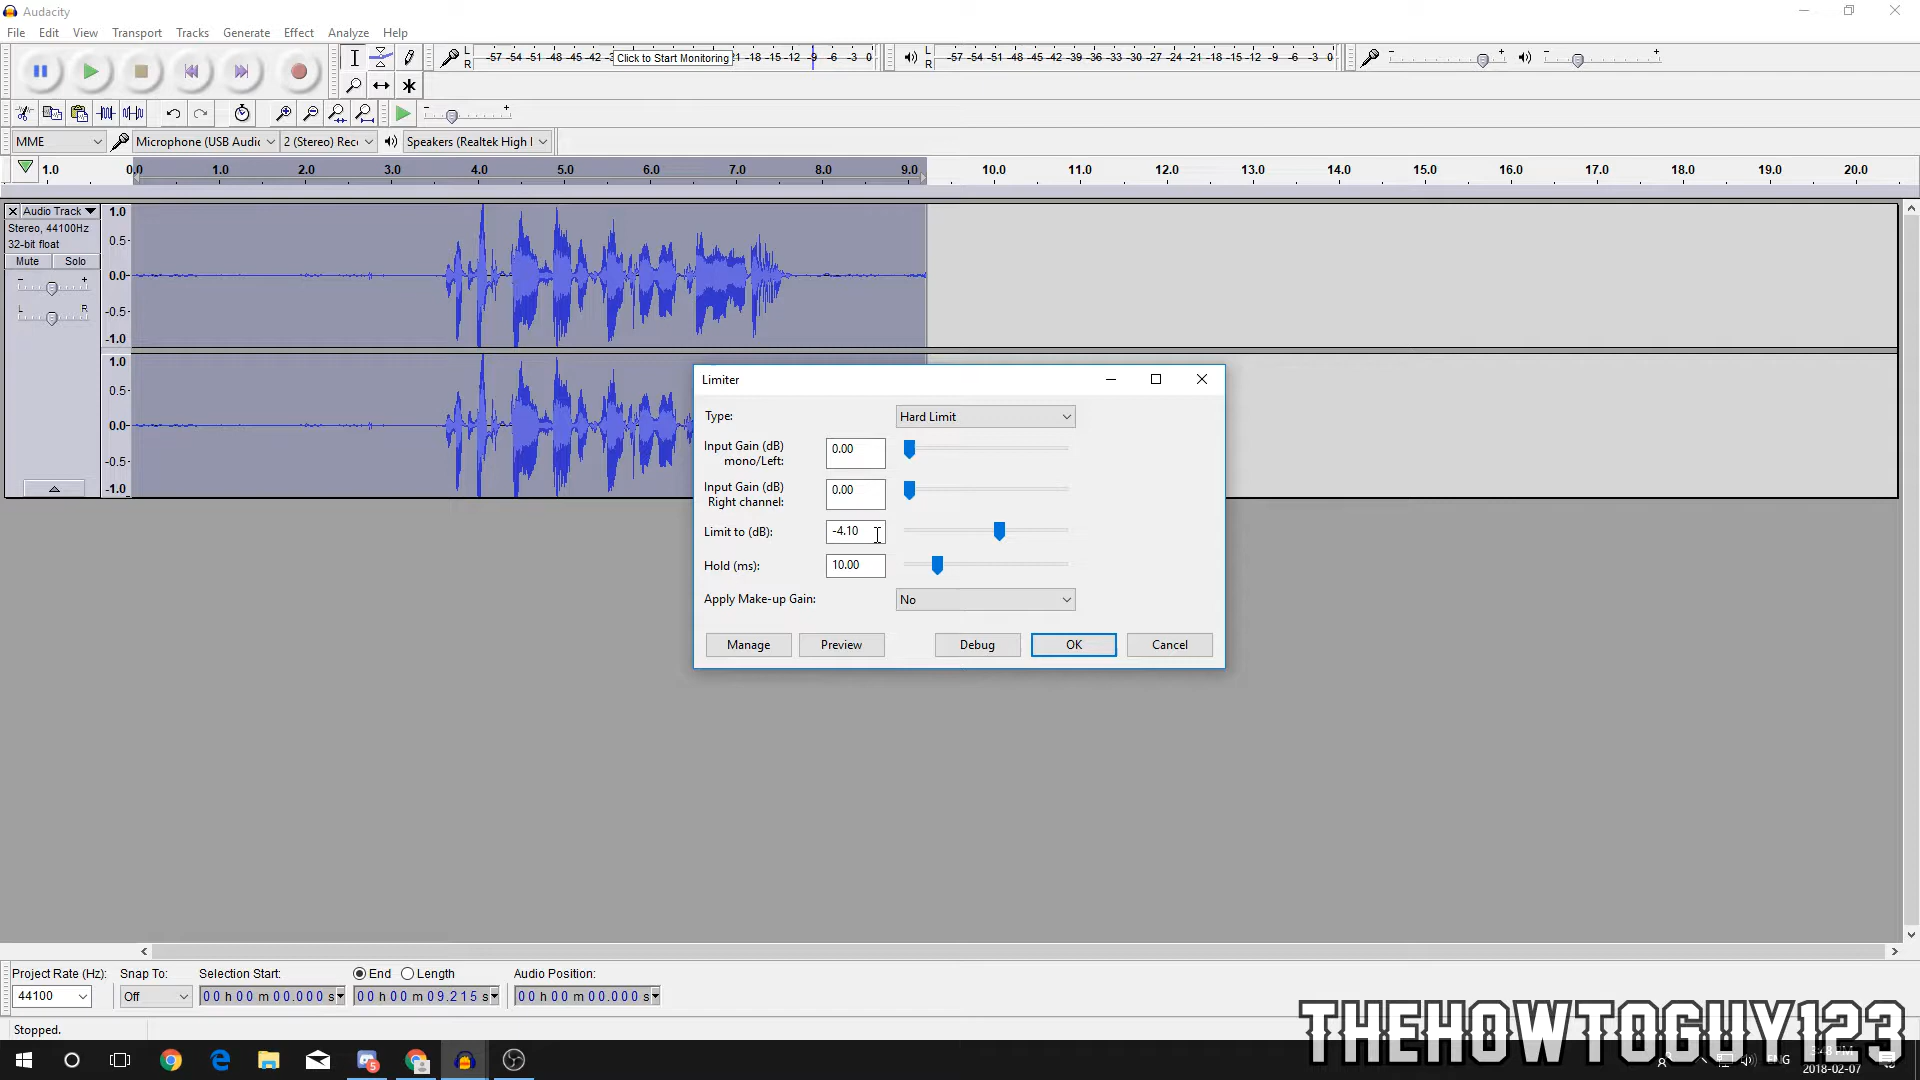 Audacity
File Edit View Transport Tracks Generate Effect Analyze Help
L
R
-57 -54 -51 -48 -45 -42 -3 Click to Start Monitoring 21 -18 -15 -12 -9 -6 -3 0
L
R
-57 -54 -51 -48 -45 -42 -39 -36 -33 -30 -27 -24 -21 -18 -15 -12 -9 -6 -3 0
MME Microphone (USB Audic 2 (Stereo) Recc Speakers (Realtek High I
1.0 0.0 1.0 2.0 3.0 4.0 5.0 6.0 7.0 8.0 9.0 10.0 11.0 12.0 13.0 14.0 15.0 16.0 17.0 18.0 19.0 20.0
Audio Track
Stereo, 44100Hz
32-bit float
Mute Solo
- +
L R
1.0
0.5-
0.0-
-0.5-
-1.0
1.0
0.5-
0.0-
-0.5-
-1.0
Limiter
Type: Hard Limit
Input Gain (dB)
mono/Left: 0.00
Input Gain (dB)
Right channel: 0.00
Limit to (dB): -4.10
Hold (ms): 10.00
Apply Make-up Gain: No
Manage Preview Debug OK Cancel
Project Rate (Hz): Snap To: Selection Start: End Length Audio Position:
44100 Off 00 h 00 m 00.000 s 00 h 00 m 09.215 s 00 h 00 m 00.000 s
Stopped.
THEHOWTOGUY123
5
ENG
3:48 PM
2018-02-07